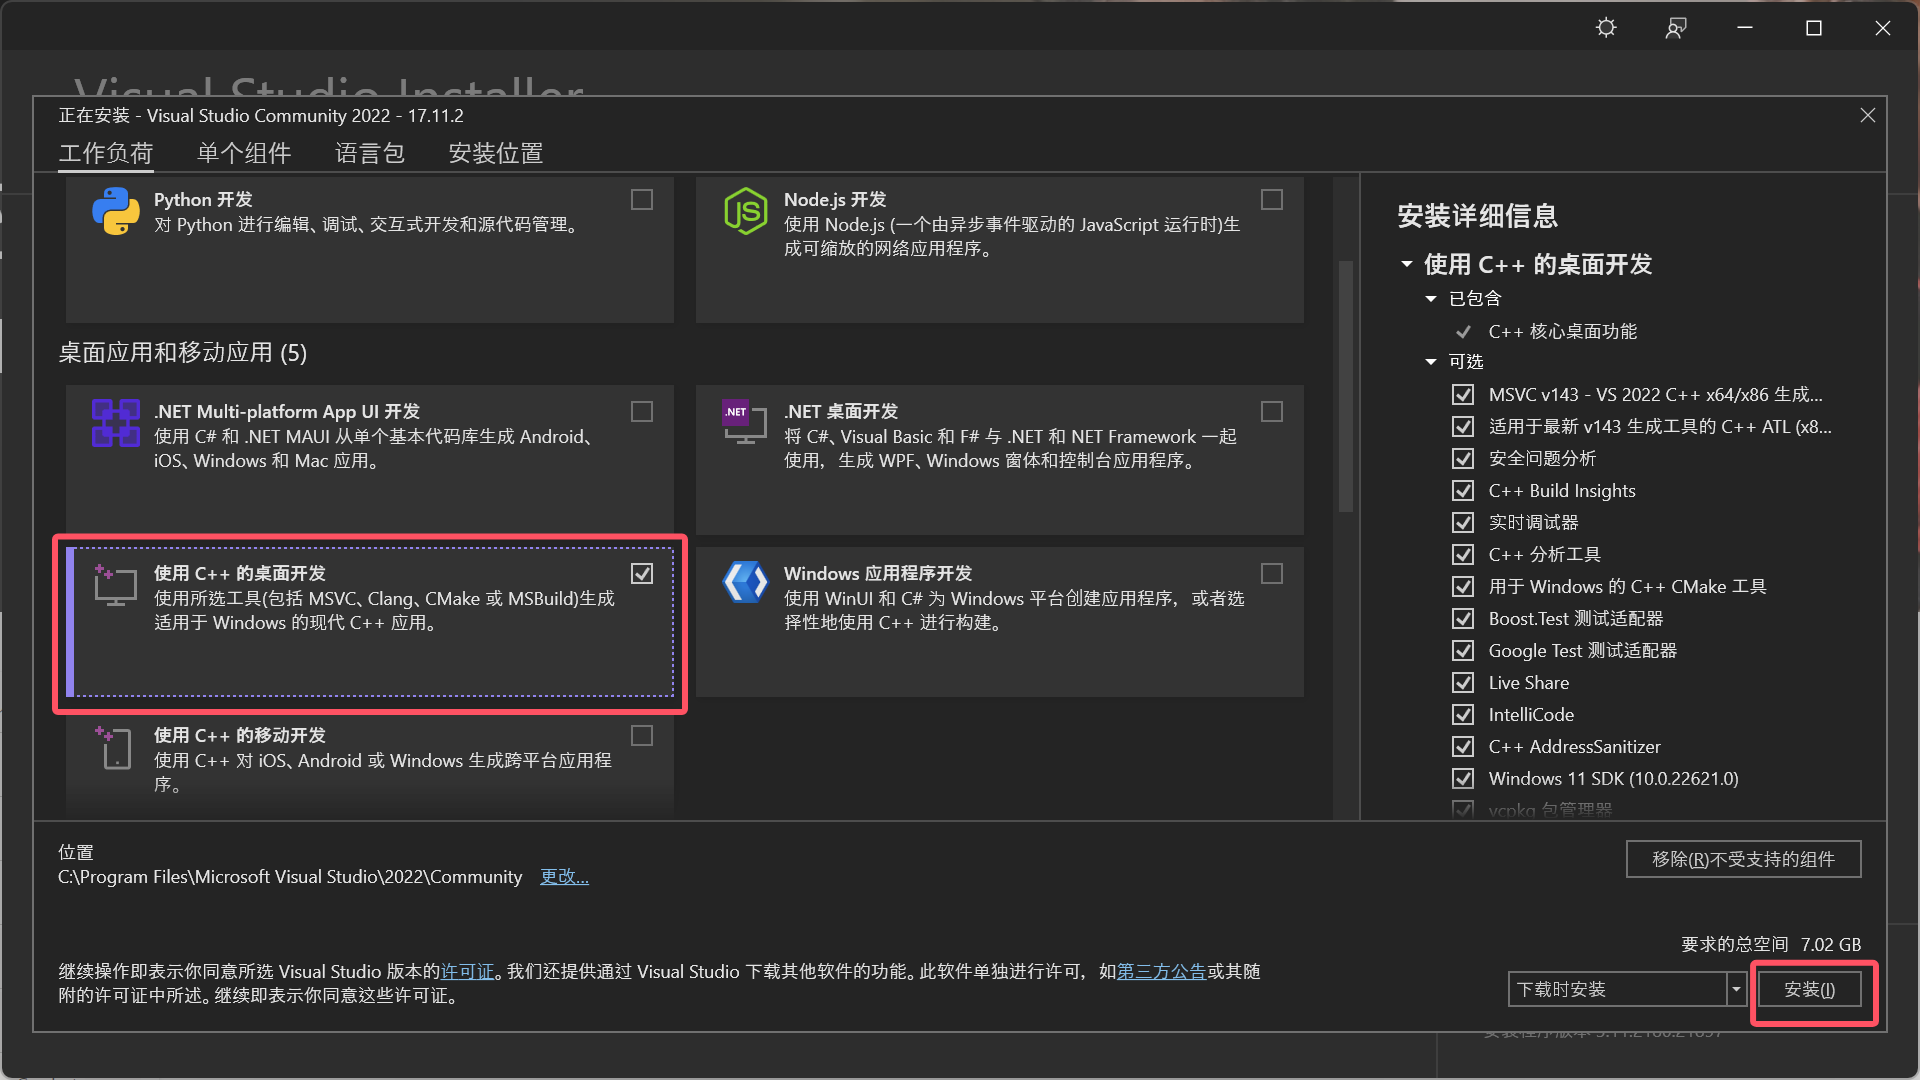 Visual Studio Installer
正在安装 - Visual Studio Community 2022 - 17.11.2
工作负荷 单个组件 语言包 安装位置
Python 开发
对 Python 进行编辑、调试、交互式开发和源代码管理。
Node.js 开发
使用 Node.js (一个由异步事件驱动的 JavaScript 运行时)生
成可缩放的网络应用程序。
桌面应用和移动应用 (5)
.NET Multi-platform App UI 开发
使用 C# 和 .NET MAUI 从单个基本代码库生成 Android、
iOS、Windows 和 Mac 应用。
.NET
.NET 桌面开发
将 C#、Visual Basic 和 F# 与 .NET 和 NET Framework 一起
使用，生成 WPF、Windows 窗体和控制台应用程序。
使用 C++ 的桌面开发
使用所选工具(包括 MSVC、Clang、CMake 或 MSBuild)生成
适用于 Windows 的现代 C++ 应用。
Windows 应用程序开发
使用 WinUI 和 C# 为 Windows 平台创建应用程序，或者选
择性地使用 C++ 进行构建。
使用 C++ 的移动开发
使用 C++ 对 iOS、Android 或 Windows 生成跨平台应用程
序。
安装详细信息
使用 C++ 的桌面开发
已包含
C++ 核心桌面功能
可选
MSVC v143 - VS 2022 C++ x64/x86 生成...
适用于最新 v143 生成工具的 C++ ATL (x8...
安全问题分析
C++ Build Insights
实时调试器
C++ 分析工具
用于 Windows 的 C++ CMake 工具
Boost.Test 测试适配器
Google Test 测试适配器
Live Share
IntelliCode
C++ AddressSanitizer
Windows 11 SDK (10.0.22621.0)
vcpkg 包管理器
位置
C:\Program Files\Microsoft Visual Studio\2022\Community 更改...
移除(R)不受支持的组件
要求的总空间 7.02 GB
继续操作即表示你同意所选 Visual Studio 版本的许可证。我们还提供通过 Visual Studio 下载其他软件的功能。此软件单独进行许可，如第三方公告或其随
附的许可证中所述。继续即表示你同意这些许可证。
下载时安装
安装(I)